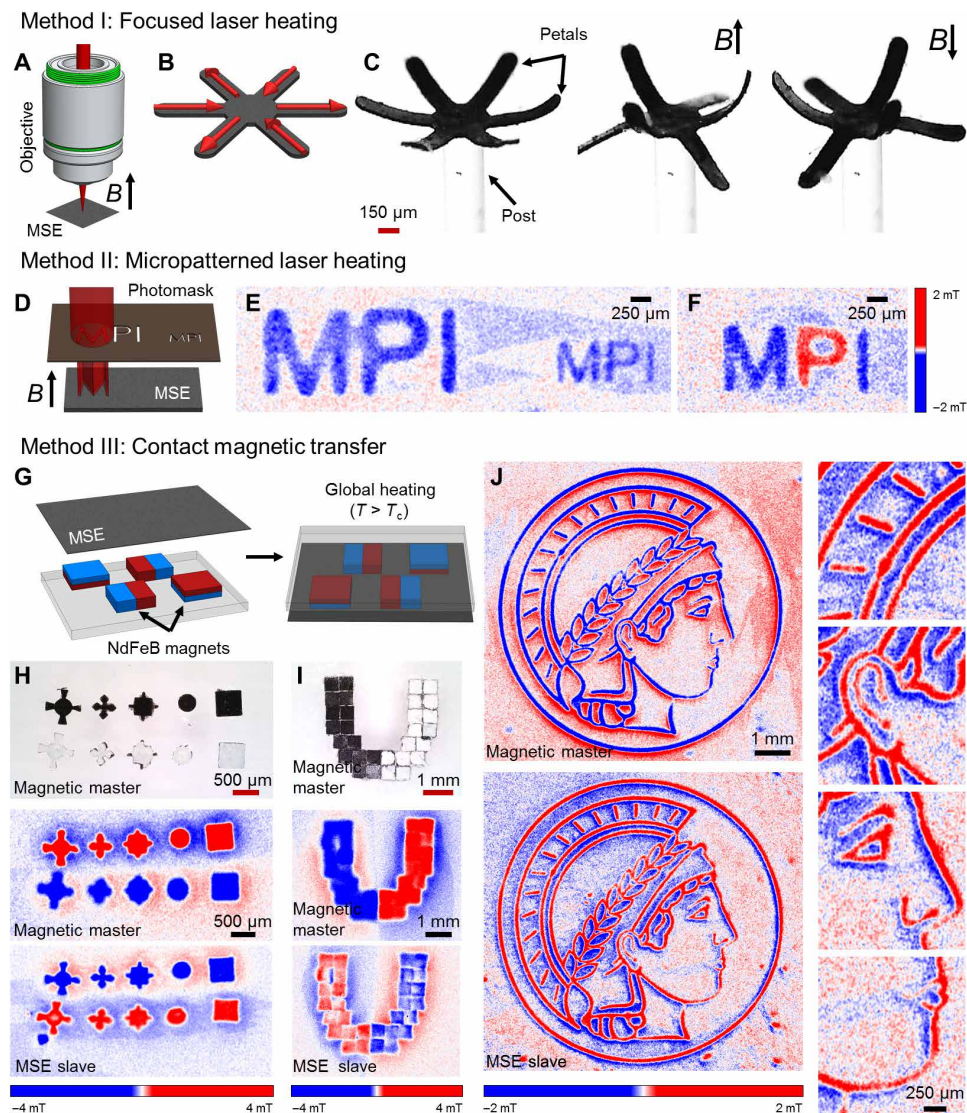 Method I: Focused laser heating
A
B
C
Objective
B
MSE
Petals
Post
150 μm
B
B
Method II: Micropatterned laser heating
D
Photomask
MPI
MPI
B
MSE
E
250 μm
F
250 μm
2 mT
−2 mT
Method III: Contact magnetic transfer
G
MSE
Global heating
(T > Tc)
NdFeB magnets
H
Magnetic master
500 μm
Magnetic master
500 μm
MSE slave
−4 mT
4 mT
I
Magnetic
master
1 mm
Magnetic
master
1 mm
MSE slave
−4 mT
4 mT
J
Magnetic master
1 mm
MSE slave
−2 mT
2 mT
250 μm
MPI
MPI
MPI